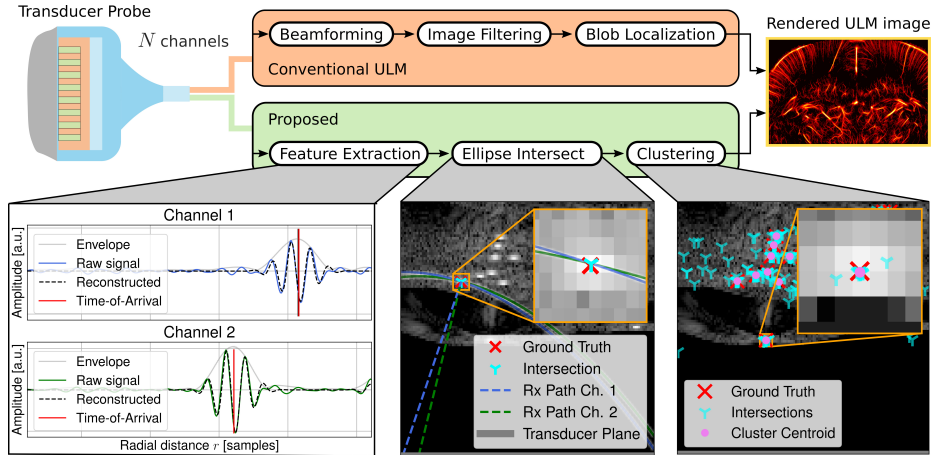 Transducer Probe
N channels
Beamforming
Image Filtering
Blob Localization
Conventional ULM
Rendered ULM image
Proposed
Feature Extraction
Ellipse Intersect
Clustering
Channel 1
Amplitude [a.u.]
Envelope
Raw signal
Reconstructed
Time-of-Arrival
Channel 2
Amplitude [a.u.]
Envelope
Raw signal
Reconstructed
Time-of-Arrival
Radial distance r [samples]
Ground Truth
Intersection
Rx Path Ch. 1
Rx Path Ch. 2
Transducer Plane
Ground Truth
Intersections
Cluster Centroid